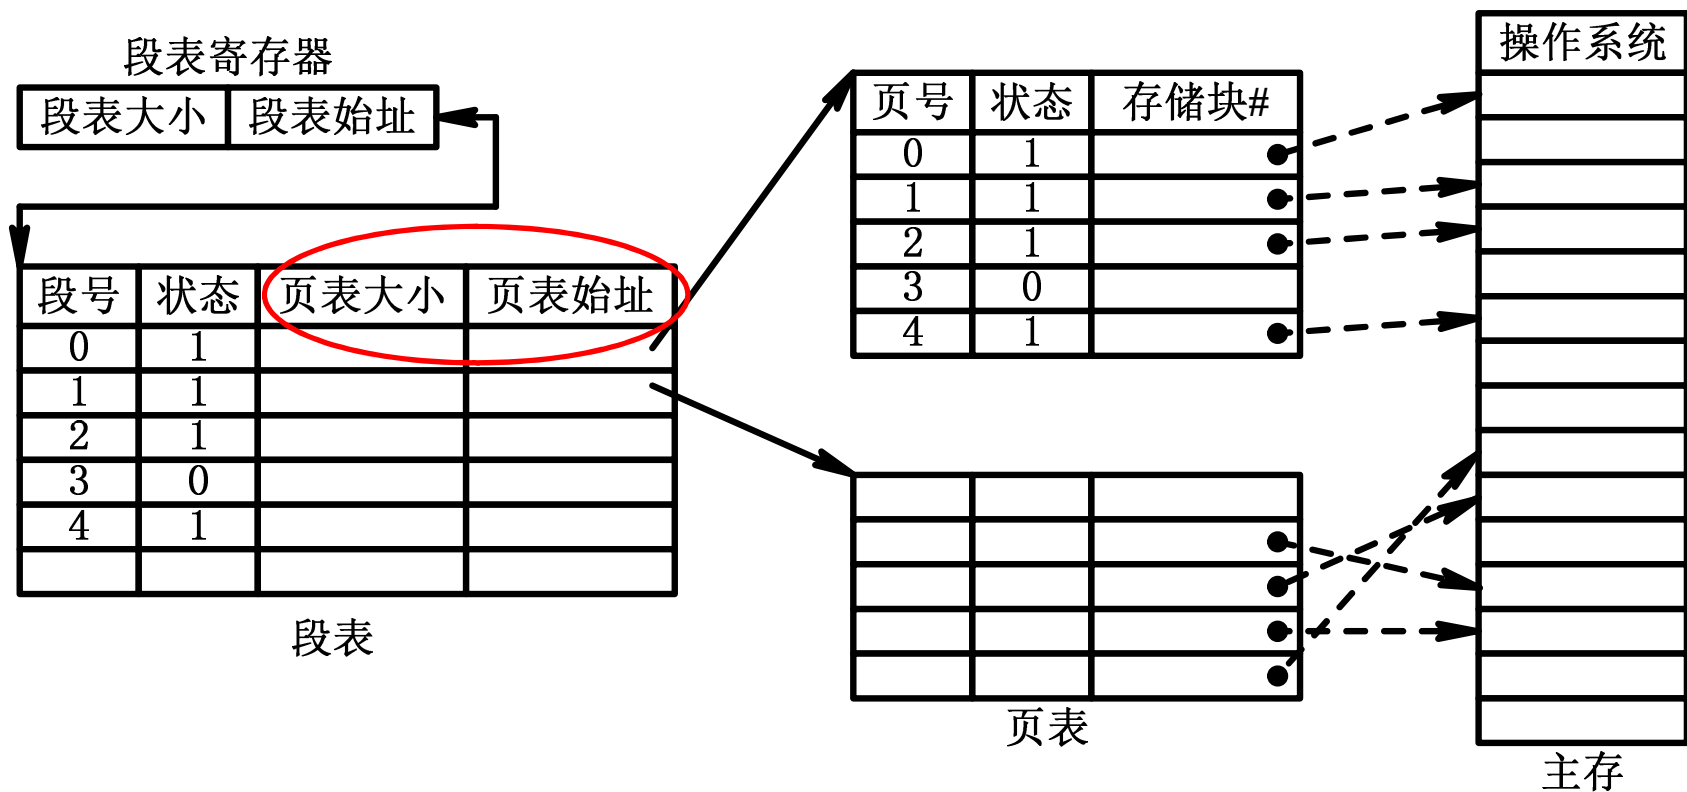 段表寄存器
段表大小 段表始址
段号 状态 页表大小 页表始址
0 1
1 1
2 1
3 0
4 1
段表
页号 状态 存储块#
0 1
1 1
2 1
3 0
4 1
页表
操作系统
主存